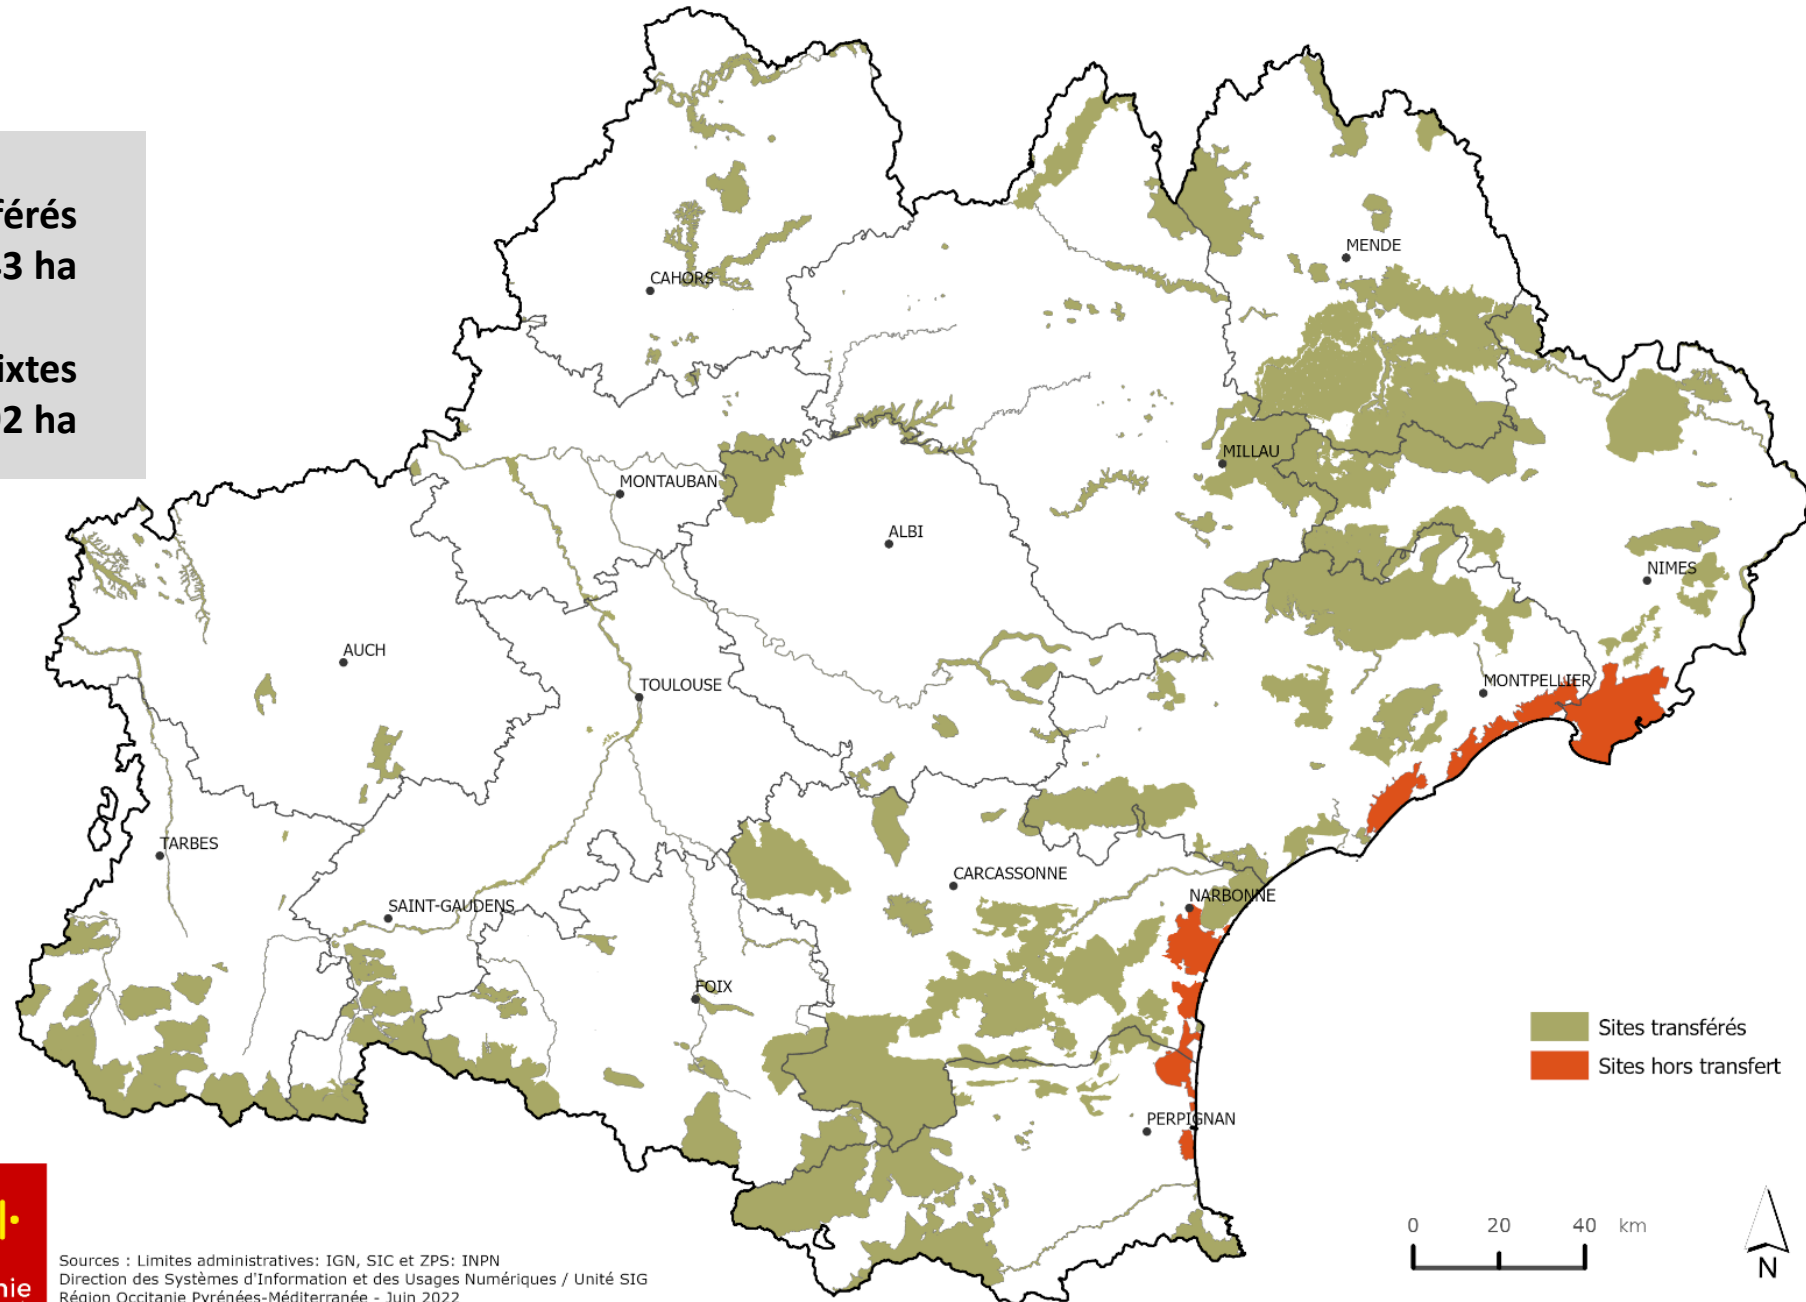 férés
3 ha
ixtes
2 ha
MENDE
CAHORS
MILLAU
MONTAUBAN
ALBI
NIMES
AUCH
TOULOUSE
MONTPELLIER
TARBES
CARCASSONNE
NARBONNE
SAINT-GAUDENS
FOIX
PERPIGNAN
Sites transférés
Sites hors transfert
0 20 40 km
N
nie
Sources : Limites administratives: IGN, SIC et ZPS: INPN
Direction des Systèmes d'Information et des Usages Numériques / Unité SIG
Région Occitanie Pyrénées-Méditerranée - Juin 2022